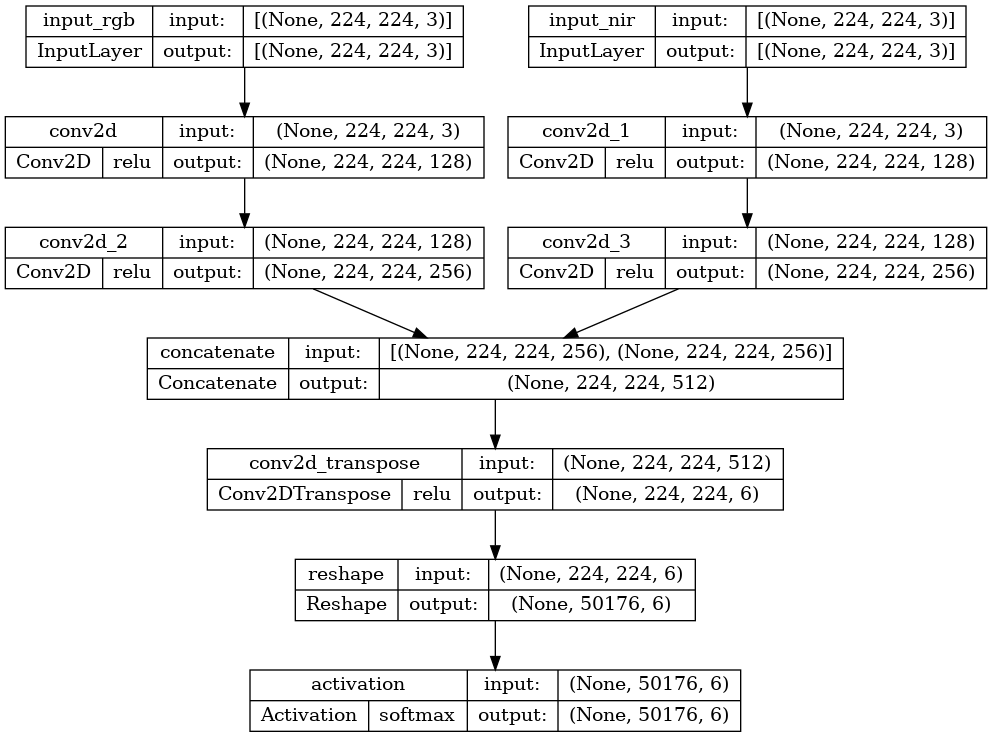 input_rgb input: [(None, 224, 224, 3)] input_nir input: [(None, 224, 224, 3)]
InputLayer output: [(None, 224, 224, 3)] InputLayer output: [(None, 224, 224, 3)]
conv2d input: (None, 224, 224, 3) conv2d_1 input: (None, 224, 224, 3)
Conv2D relu output: (None, 224, 224, 128) Conv2D relu output: (None, 224, 224, 128)
conv2d_2 input: (None, 224, 224, 128) conv2d_3 input: (None, 224, 224, 128)
Conv2D relu output: (None, 224, 224, 256) Conv2D relu output: (None, 224, 224, 256)
concatenate input: [(None, 224, 224, 256), (None, 224, 224, 256)]
Concatenate output: (None, 224, 224, 512)
conv2d_transpose input: (None, 224, 224, 512)
Conv2DTranspose relu output: (None, 224, 224, 6)
reshape input: (None, 224, 224, 6)
Reshape output: (None, 50176, 6)
activation input: (None, 50176, 6)
Activation softmax output: (None, 50176, 6)